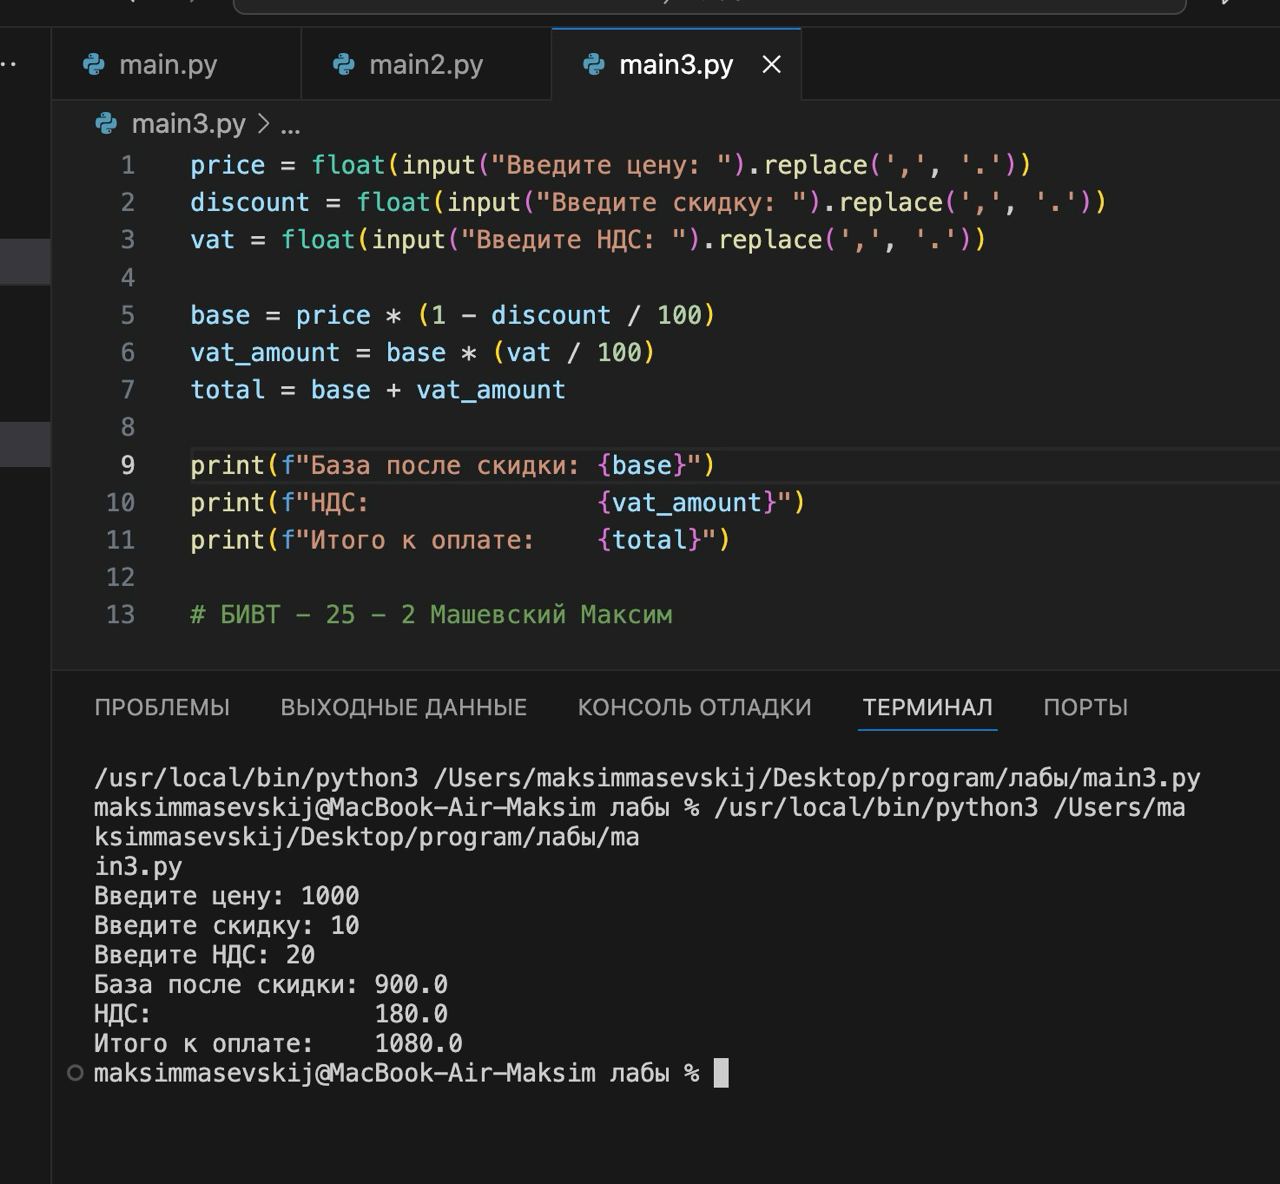 main.py
main2.py
main3.py
main3.py > ...
1 price = float(input("Введите цену: ").replace(',', '.'))
2 discount = float(input("Введите скидку: ").replace(',', '.'))
3 vat = float(input("Введите НДС: ").replace(',', '.'))
4
5 base = price * (1 - discount / 100)
6 vat_amount = base * (vat / 100)
7 total = base + vat_amount
8
9 print(f"База после скидки: {base}")
10 print(f"НДС:               {vat_amount}")
11 print(f"Итого к оплате:    {total}")
12
13 # БИВТ - 25 - 2 Машевский Максим
ПРОБЛЕМЫ ВЫХОДНЫЕ ДАННЫЕ КОНСОЛЬ ОТЛАДКИ ТЕРМИНАЛ ПОРТЫ
/usr/local/bin/python3 /Users/maksimmasevskij/Desktop/program/лабы/main3.py
maksimmasevskij@MacBook-Air-Maksim лабы % /usr/local/bin/python3 /Users/ma
ksimmasevskij/Desktop/program/лабы/ma
in3.py
Введите цену: 1000
Введите скидку: 10
Введите НДС: 20
База после скидки: 900.0
НДС:               180.0
Итого к оплате:    1080.0
maksimmasevskij@MacBook-Air-Maksim лабы %